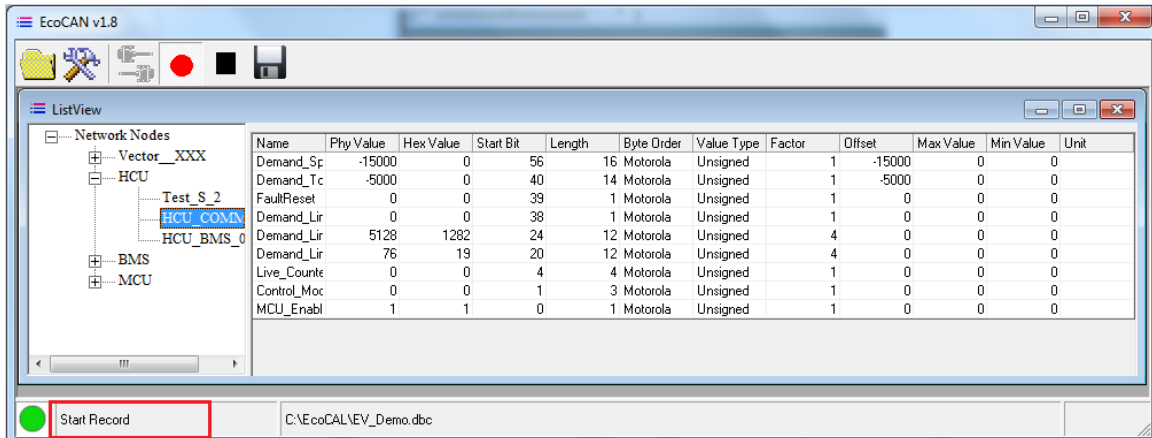 EcoCAN v1.8
ListView
Network Nodes
Vector__XXX
HCU
Test_S_2
HCU_COMM
HCU_BMS_0
BMS
MCU
Name Phy Value Hex Value Start Bit Length Byte Order Value Type Factor Offset Max Value Min Value Unit
Demand_Sp -15000 0 56 16 Motorola Unsigned 1 -15000 0 0
Demand_To -5000 0 40 14 Motorola Unsigned 1 -5000 0 0
FaultReset 0 0 39 1 Motorola Unsigned 1 0 0 0
Demand_Lir 0 0 38 1 Motorola Unsigned 1 0 0 0
Demand_Lir 5128 1282 24 12 Motorola Unsigned 4 0 0 0
Demand_Lir 76 19 20 12 Motorola Unsigned 4 0 0 0
Live_Counte 0 0 4 4 Motorola Unsigned 1 0 0 0
Control_Moc 0 0 1 3 Motorola Unsigned 1 0 0 0
MCU_Enabl 1 1 0 1 Motorola Unsigned 1 0 0 0
Start Record C:\EcoCAL\EV_Demo.dbc